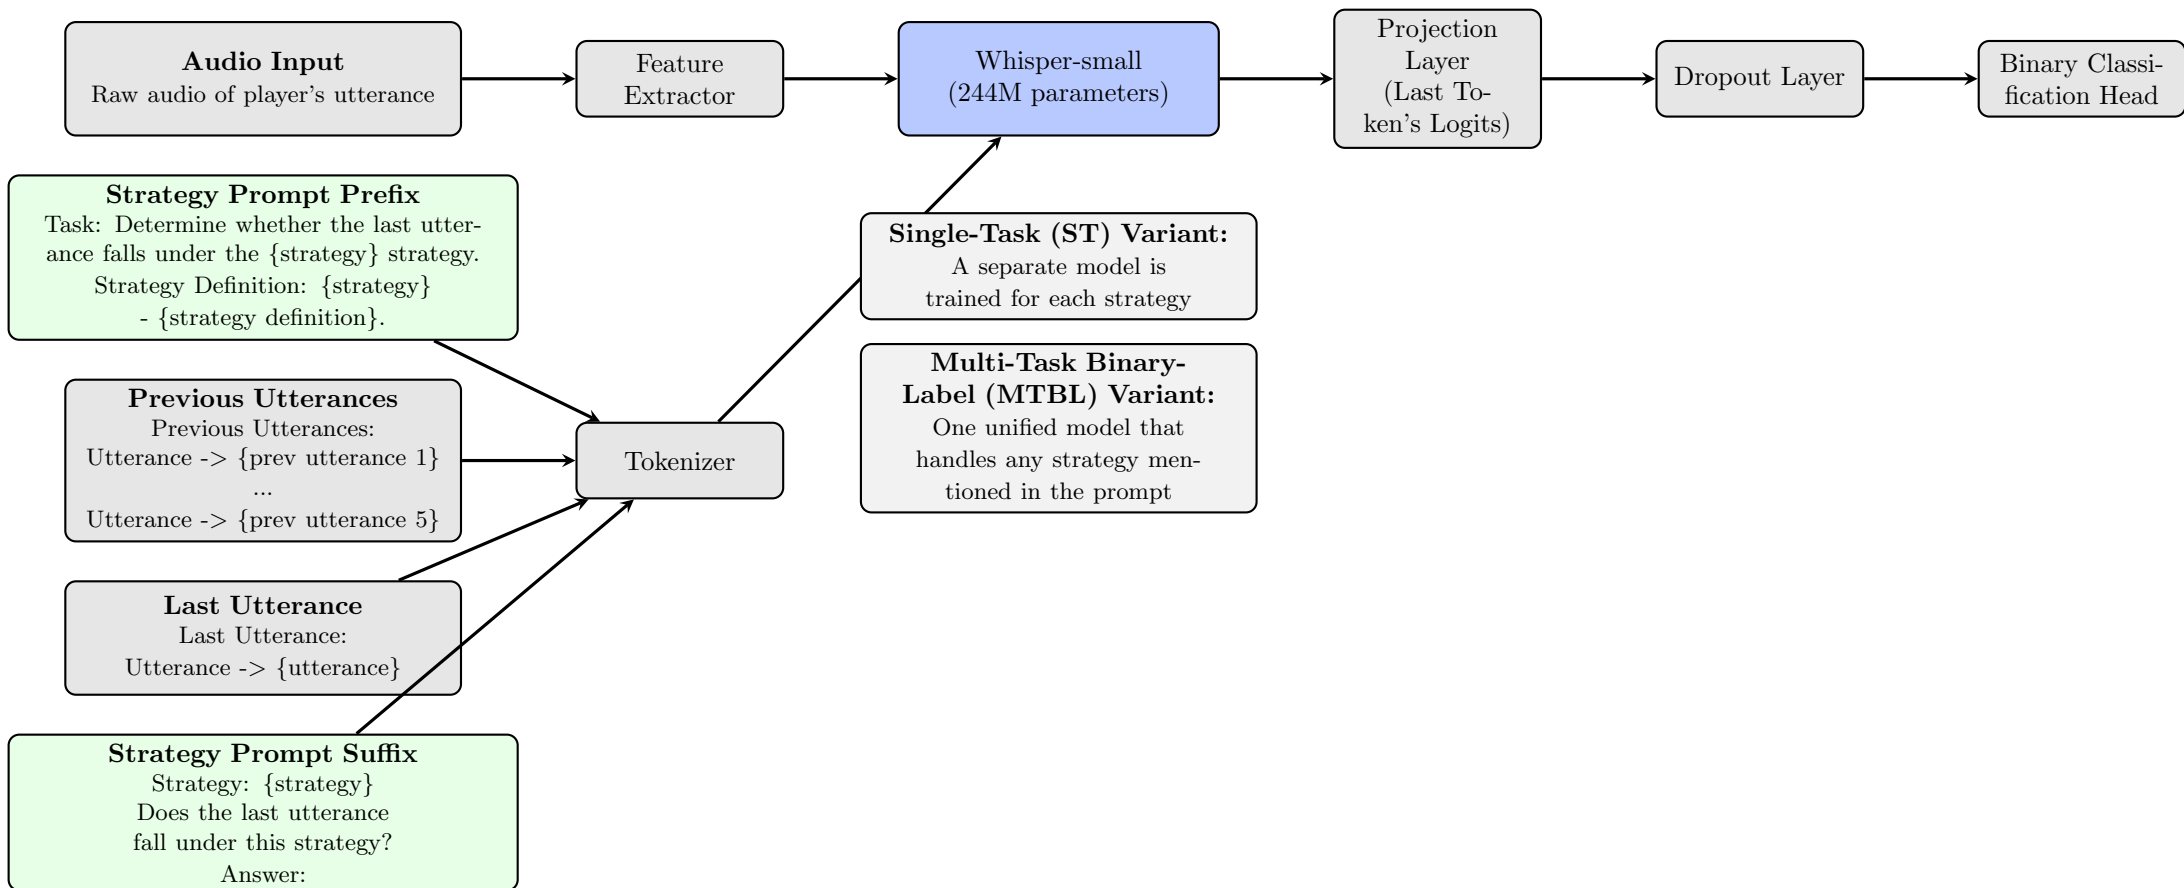 Audio Input
Raw audio of player's utterance
Feature
Extractor
Whisper-small
(244M parameters)
Projection
Layer
(Last To-
ken's Logits)
Dropout Layer
Binary Classi-
fication Head
Strategy Prompt Prefix
Task: Determine whether the last utter-
ance falls under the {strategy} strategy.
Strategy Definition: {strategy}
- {strategy definition}.
Single-Task (ST) Variant:
A separate model is
trained for each strategy
Multi-Task Binary-
Label (MTBL) Variant:
One unified model that
handles any strategy men-
tioned in the prompt
Previous Utterances
Previous Utterances:
Utterance -> {prev utterance 1}
...
Utterance -> {prev utterance 5}
Tokenizer
Last Utterance
Last Utterance:
Utterance -> {utterance}
Strategy Prompt Suffix
Strategy: {strategy}
Does the last utterance
fall under this strategy?
Answer: